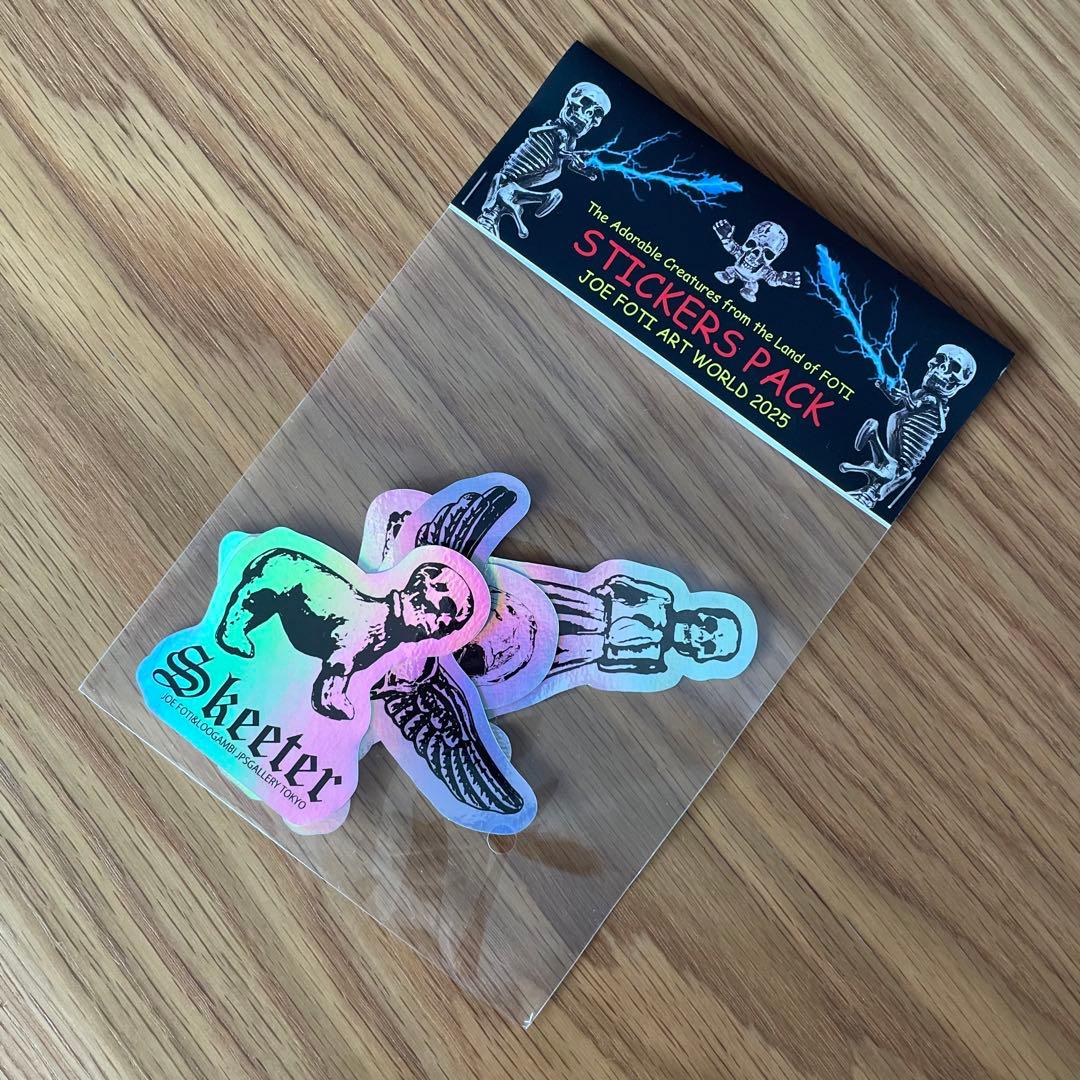 The Adorable Creatures from the Land of FOTI
STICKERS PACK
JOE FOTI ART WORLD 2025
Skeeter
JOE FOTI&LOOGAMBI JPSGALLERY TOKYO